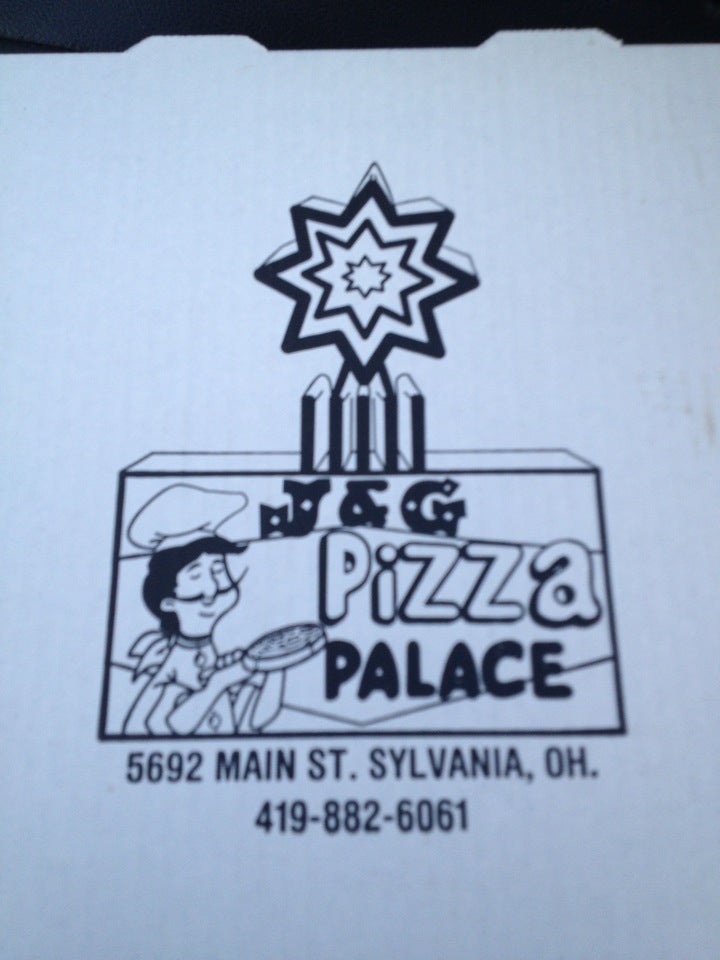 J & G
Pizza
PALACE
5692 MAIN ST. SYLVANIA, OH.
419-882-6061